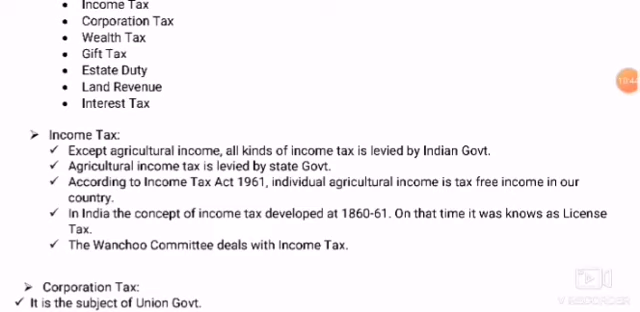 Income Tax
Corporation Tax
Wealth Tax
Gift Tax
Estate Duty
Land Revenue
Interest Tax
Income Tax:
Except agricultural income, all kinds of income tax is levied by Indian Govt.
Agricultural income tax is levied by state Govt.
According to Income Tax Act 1961, individual agricultural income is tax free income in our
country.
In India the concept of income tax developed at 1860-61. On that time it was knows as License
Tax.
The Wanchoo Committee deals with Income Tax.
Corporation Tax:
It is the subject of Union Govt.